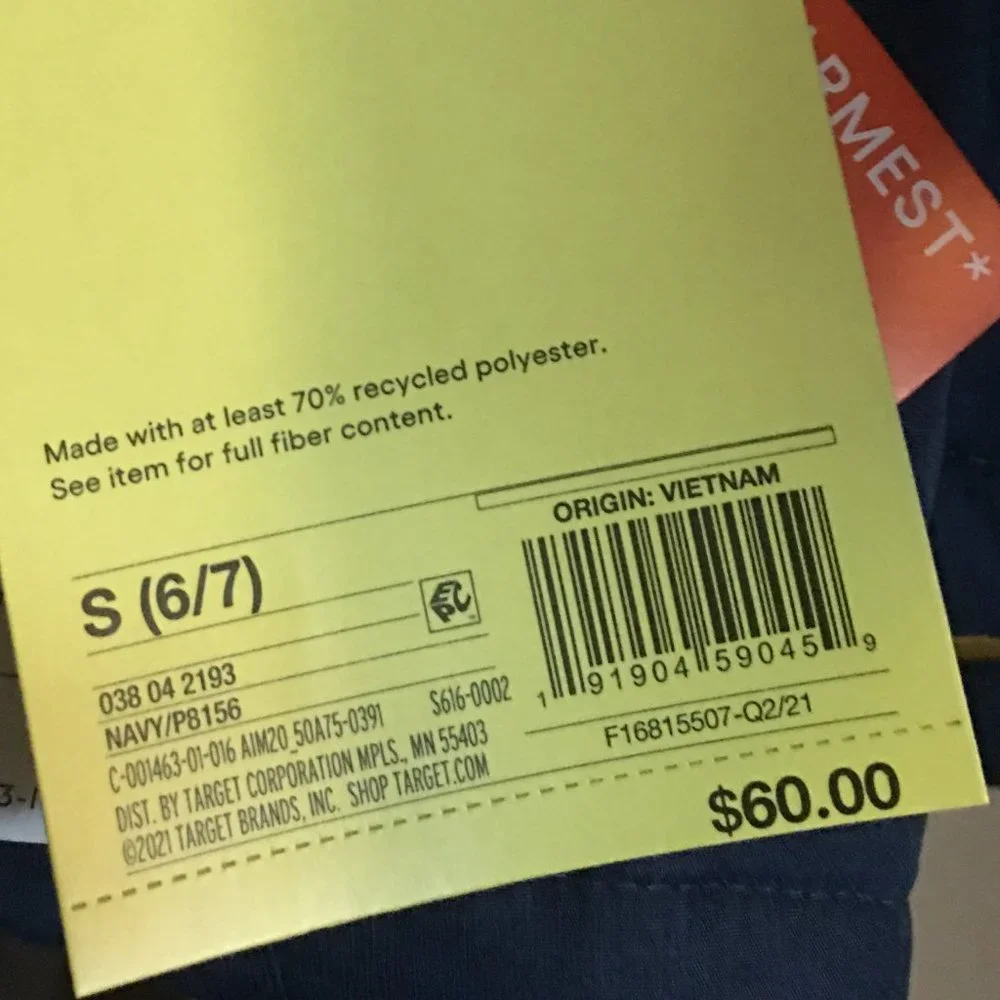 RMEST*
Made with at least 70% recycled polyester.
See item for full fiber content.
ORIGIN: VIETNAM
S (6/7)
EPC
038 04 2193
NAVY/P8156
C-001463-01-016 AIM20_50A75-0391 S616-0002
DIST. BY TARGET CORPORATION MPLS., MN 55403
©2021 TARGET BRANDS, INC. SHOP TARGET.COM
1 91904 59045 9
F16815507-Q2/21
$60.00